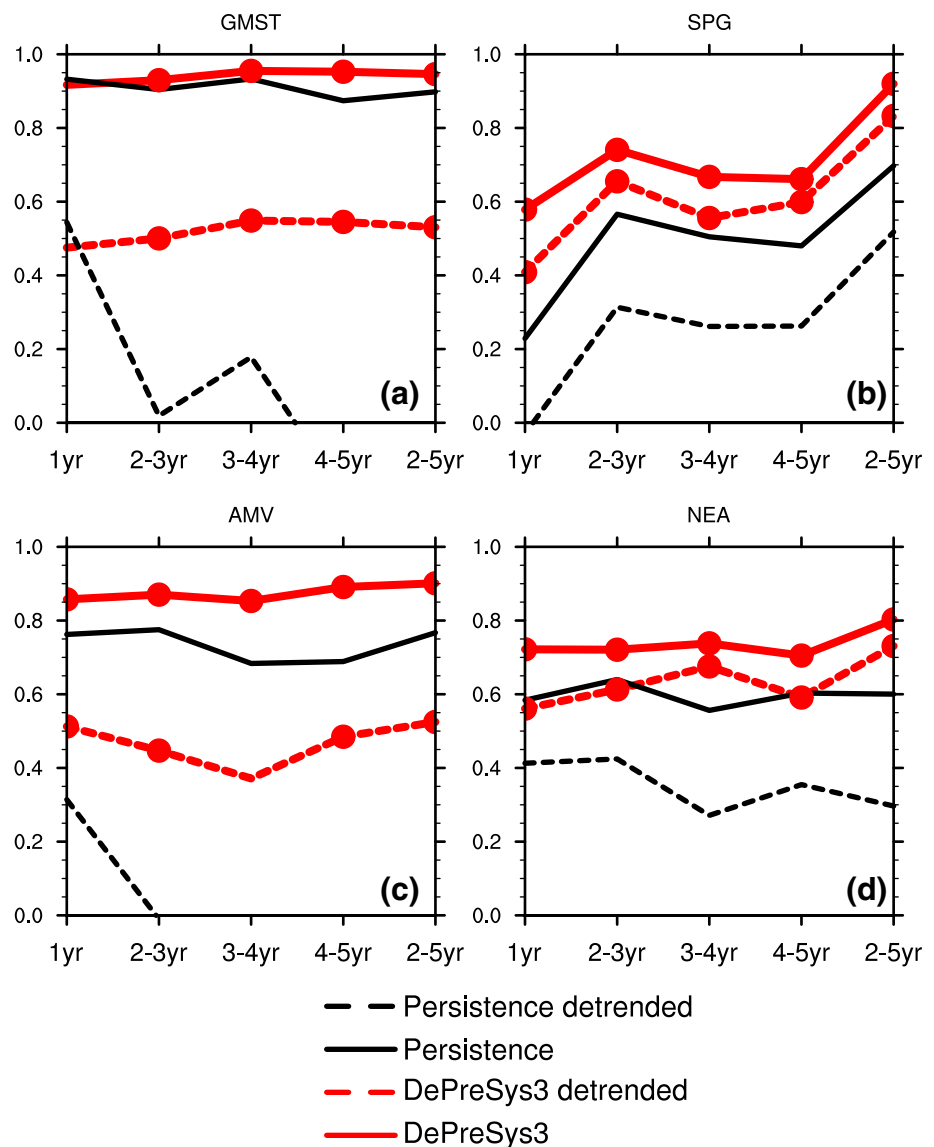 GMST
SPG
1.0
0.8
0.6
0.4
0.2
0.0
(a)
1yr 2-3yr 3-4yr 4-5yr 2-5yr
1.0
0.8
0.6
0.4
0.2
0.0
(b)
1yr 2-3yr 3-4yr 4-5yr 2-5yr
AMV
NEA
1.0
0.8
0.6
0.4
0.2
0.0
(c)
1yr 2-3yr 3-4yr 4-5yr 2-5yr
1.0
0.8
0.6
0.4
0.2
0.0
(d)
1yr 2-3yr 3-4yr 4-5yr 2-5yr
Persistence detrended
Persistence
DePreSys3 detrended
DePreSys3